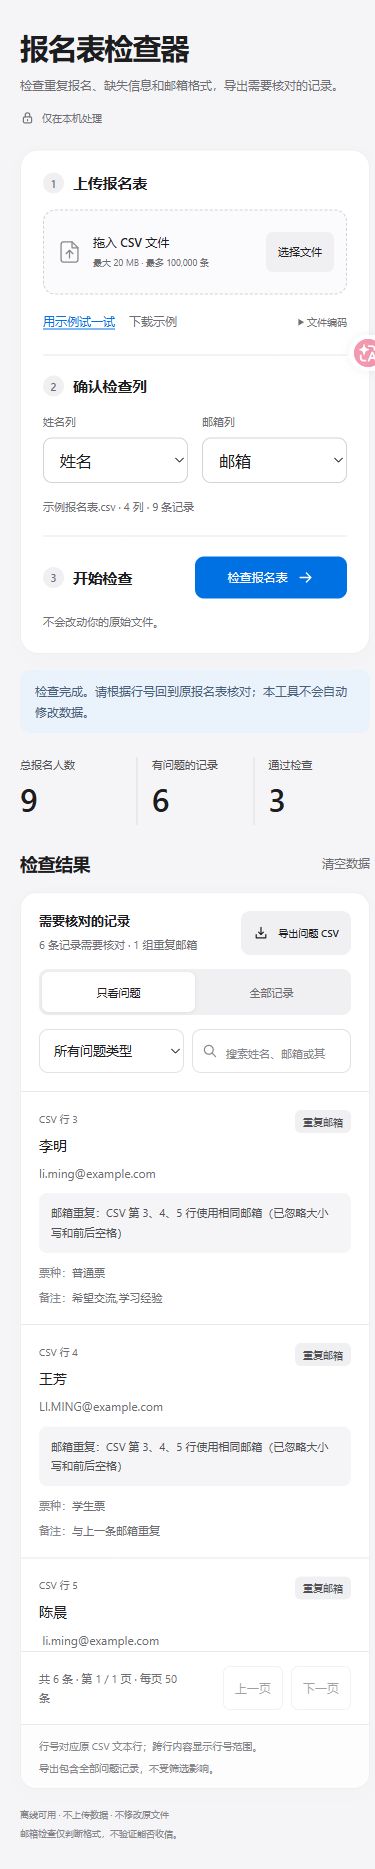 报名表检查器
检查重复报名、缺失信息和邮箱格式，导出需要核对的记录。
仅在本机处理
1 上传报名表
拖入 CSV 文件
最大 20 MB · 最多 100,000 条
选择文件
用示例试一试 下载示例 ▶ 文件编码
2 确认检查列
姓名列 邮箱列
姓名 邮箱
示例报名表.csv · 4 列 · 9 条记录
3 开始检查 检查报名表 →
不会改动你的原始文件。
检查完成。请根据行号回到原报名表核对；本工具不会自动
修改数据。
总报名人数 有问题的记录 通过检查
9 6 3
检查结果 清空数据
需要核对的记录
6 条记录需要核对 · 1 组重复邮箱
导出问题 CSV
只看问题 全部记录
所有问题类型 搜索姓名、邮箱或其
CSV 行 3 重复邮箱
李明
li.ming@example.com
邮箱重复：CSV 第 3、4、5 行使用相同邮箱（已忽略大小
写和前后空格）
票种：普通票
备注：希望交流,学习经验
CSV 行 4 重复邮箱
王芳
LI.MING@example.com
邮箱重复：CSV 第 3、4、5 行使用相同邮箱（已忽略大小
写和前后空格）
票种：学生票
备注：与上一条邮箱重复
CSV 行 5 重复邮箱
陈晨
li.ming@example.com
共 6 条 · 第 1 / 1 页 · 每页 50
条
上一页 下一页
行号对应原 CSV 文本行；跨行内容显示行号范围。
导出包含全部问题记录，不受筛选影响。
离线可用 · 不上传数据 · 不修改原文件
邮箱检查仅判断格式，不验证能否收信。